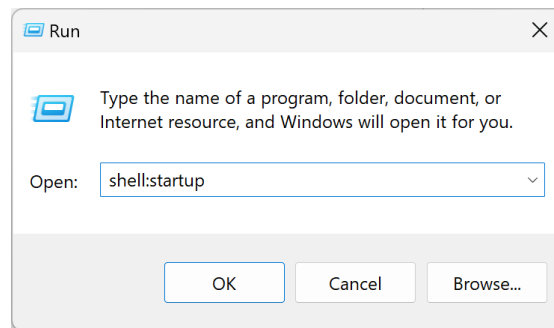 Run
Type the name of a program, folder, document, or
Internet resource, and Windows will open it for you.
Open: shell:startup
OK Cancel Browse...